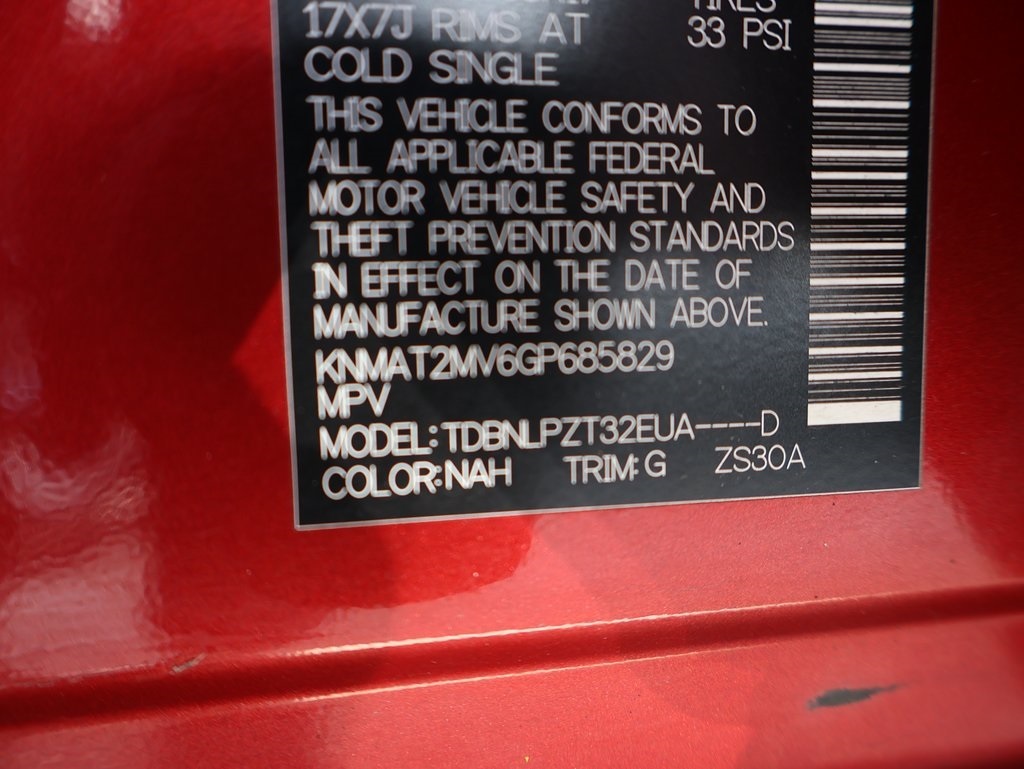 17X7J RIMS AT 33 PSI
COLD SINGLE
THIS VEHICLE CONFORMS TO
ALL APPLICABLE FEDERAL
MOTOR VEHICLE SAFETY AND
THEFT PREVENTION STANDARDS
IN EFFECT ON THE DATE OF
MANUFACTURE SHOWN ABOVE.
KNMAT2MV6GP685829
MPV
MODEL:TDBNLPZT32EUA----D
COLOR:NAH TRIM:G ZS30A